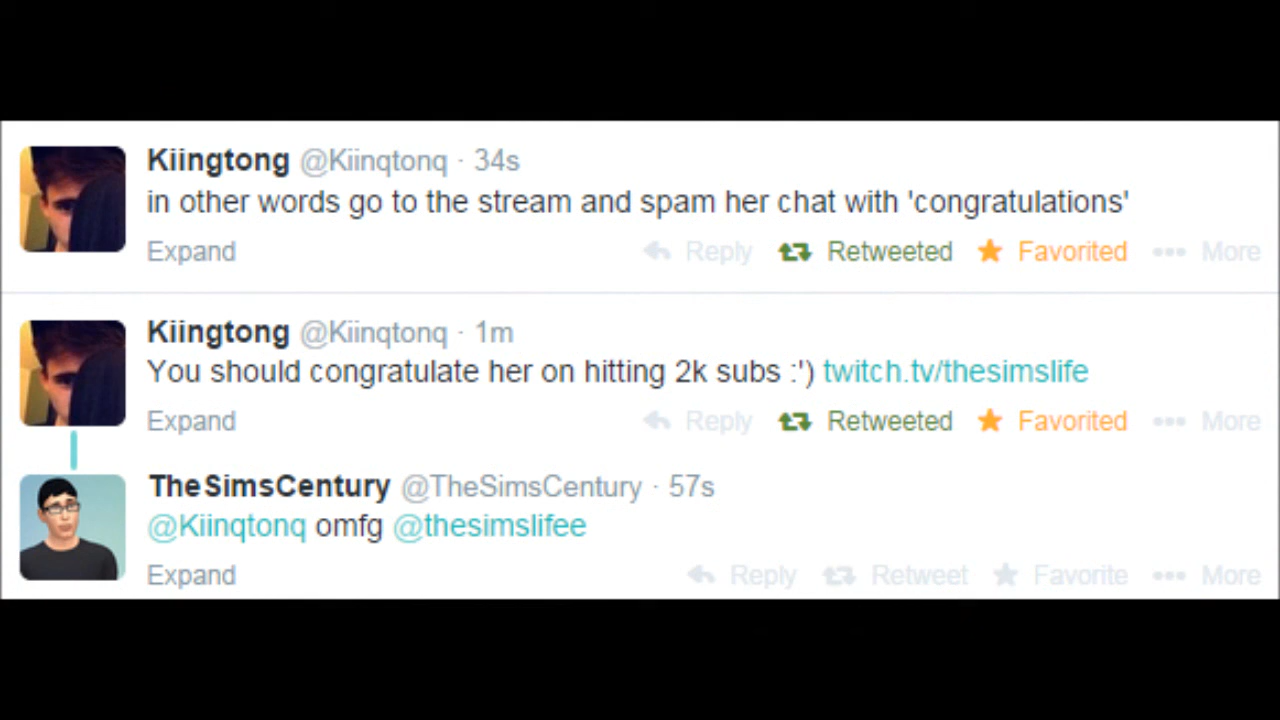 Kiingtong @Kiinqtonq · 34s
in other words go to the stream and spam her chat with 'congratulations'
Expand Reply Retweeted Favorited ••• More
Kiingtong @Kiinqtonq · 1m
You should congratulate her on hitting 2k subs :') twitch.tv/thesimslife
Expand Reply Retweeted Favorited ••• More
TheSimsCentury @TheSimsCentury · 57s
@Kiinqtonq omfg @thesimslifee
Expand Reply Retweet Favorite ••• More